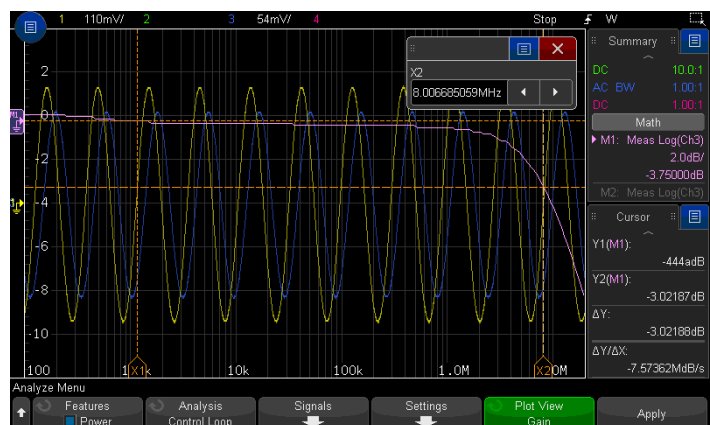 1 110mV/ 2 3 54mV/ 4 Stop W
Summary
DC 10.0:1
AC BW 1.00:1
DC 1.00:1
Math
M1: Meas Log(Ch3)
2.0dB/
-3.75000dB
M2: Meas Log(Ch3)
X2
8.006685059MHz
2
M1 0
-2
-4
-6
-8
-10
100 1 X1 k 10k 100k 1.0M X2 0M
Cursor
Y1(M1):
-444adB
Y2(M1):
-3.02187dB
ΔY:
-3.02188dB
ΔY/ΔX:
-7.57362MdB/s
Analyze Menu
Features
Power
Analysis
Control Loop
Signals
Settings
Plot View
Gain
Apply